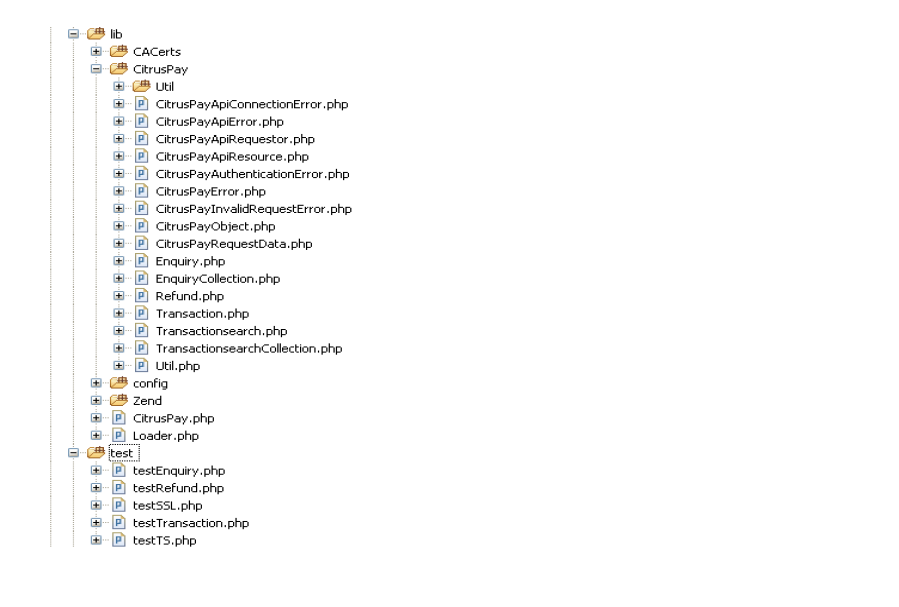 lib
CACerts
CitrusPay
Util
CitrusPayApiConnectionError.php
CitrusPayApiError.php
CitrusPayApiRequestor.php
CitrusPayApiResource.php
CitrusPayAuthenticationError.php
CitrusPayError.php
CitrusPayInvalidRequestError.php
CitrusPayObject.php
CitrusPayRequestData.php
Enquiry.php
EnquiryCollection.php
Refund.php
Transaction.php
Transactionsearch.php
TransactionsearchCollection.php
Util.php
config
Zend
CitrusPay.php
Loader.php
test
testEnquiry.php
testRefund.php
testSSL.php
testTransaction.php
testTS.php